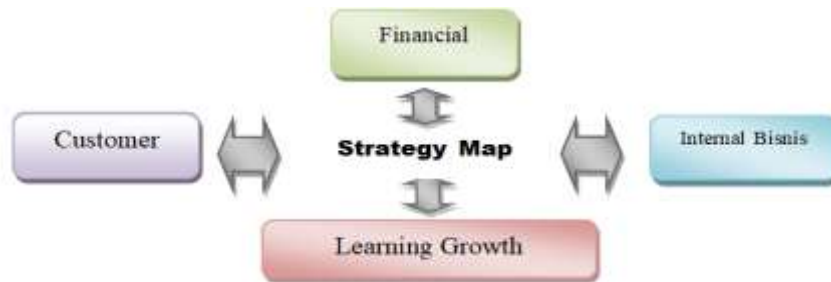 Financial
Customer
Strategy Map
Internal Bisnis
Learning Growth